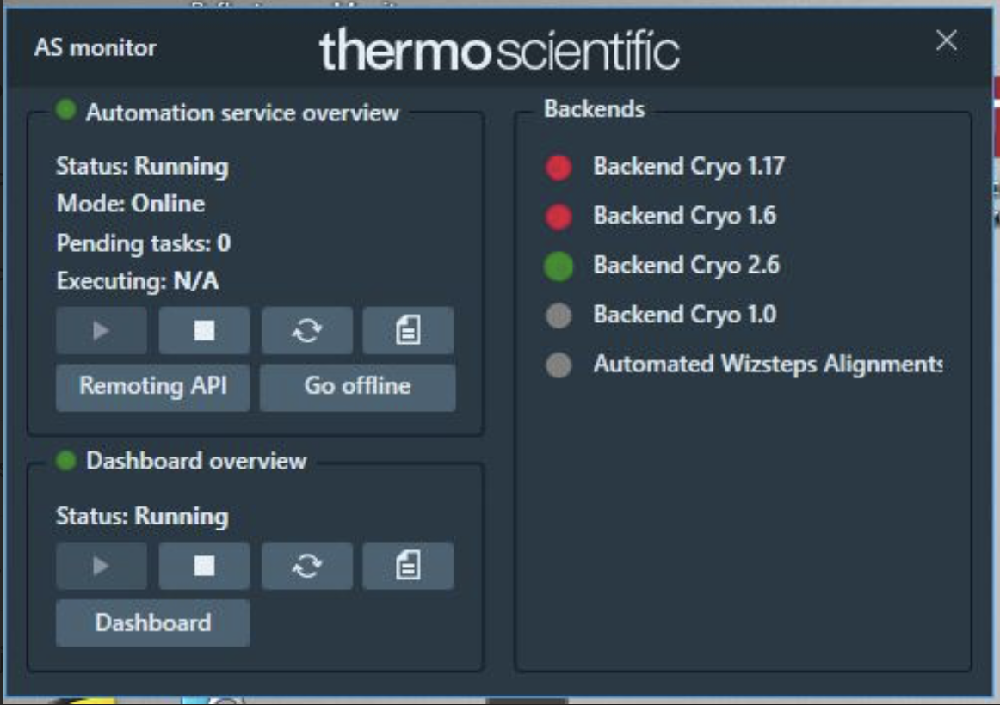 AS monitor
thermo scientific
Automation service overview
Status: Running
Mode: Online
Pending tasks: 0
Executing: N/A
Remoting API
Go offline
Dashboard overview
Status: Running
Dashboard
Backends
Backend Cryo 1.17
Backend Cryo 1.6
Backend Cryo 2.6
Backend Cryo 1.0
Automated Wizsteps Alignments